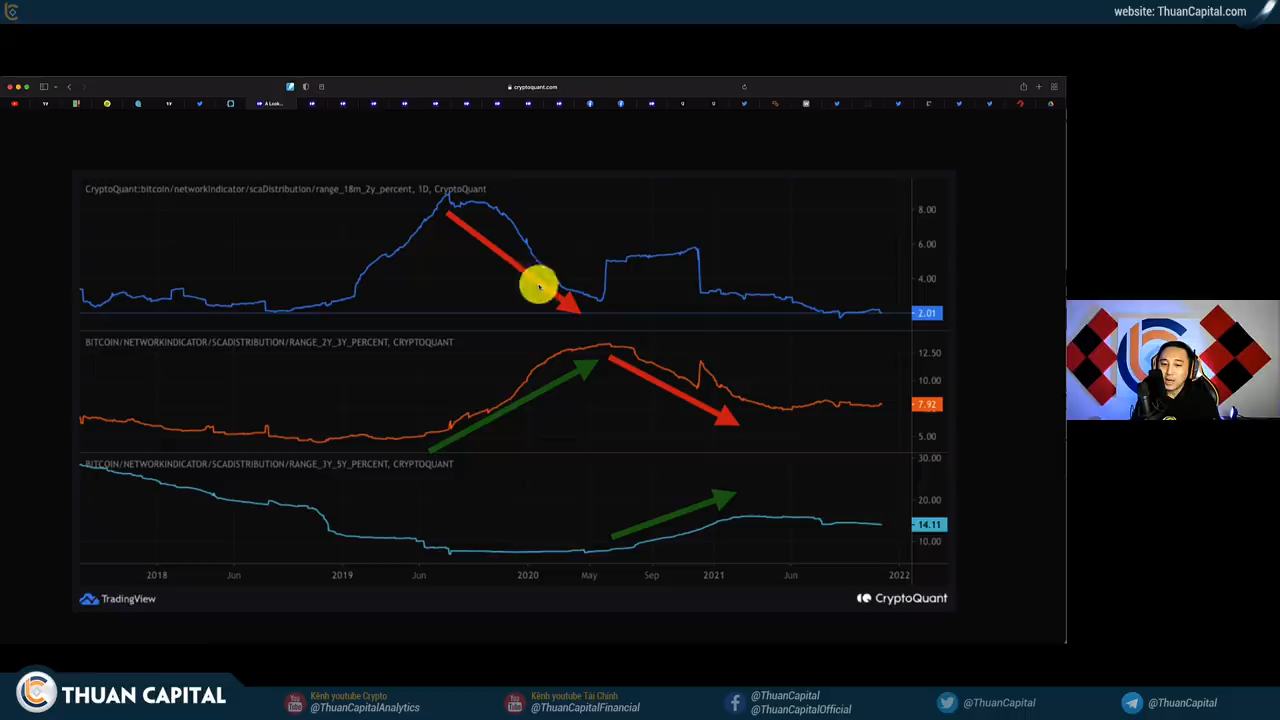 website: ThuanCapital.com
cryptoquant.com
A Look...
CryptoQuant:bitcoin/networkIndicator/scaDistribution/range_18m_2y_percent, 1D, CryptoQuant
8.00
6.00
4.00
2.01
BITCOIN/NETWORKINDICATOR/SCADISTRIBUTION/RANGE_2Y_3Y_PERCENT, CRYPTOQUANT
12.50
10.00
7.92
5.00
BITCOIN/NETWORKINDICATOR/SCADISTRIBUTION/RANGE_3Y_5Y_PERCENT, CRYPTOQUANT
30.00
20.00
14.11
10.00
2018 Jun 2019 Jun 2020 May Sep 2021 Jun 2022
TradingView
CryptoQuant
THUAN CAPITAL
Kênh youtube Crypto
@ThuanCapitalAnalytics
Kênh youtube Tài Chính
@ThuanCapitalFinancial
@ThuanCapital
@ThuanCapitalOfficial
@ThuanCapital
@ThuanCapital